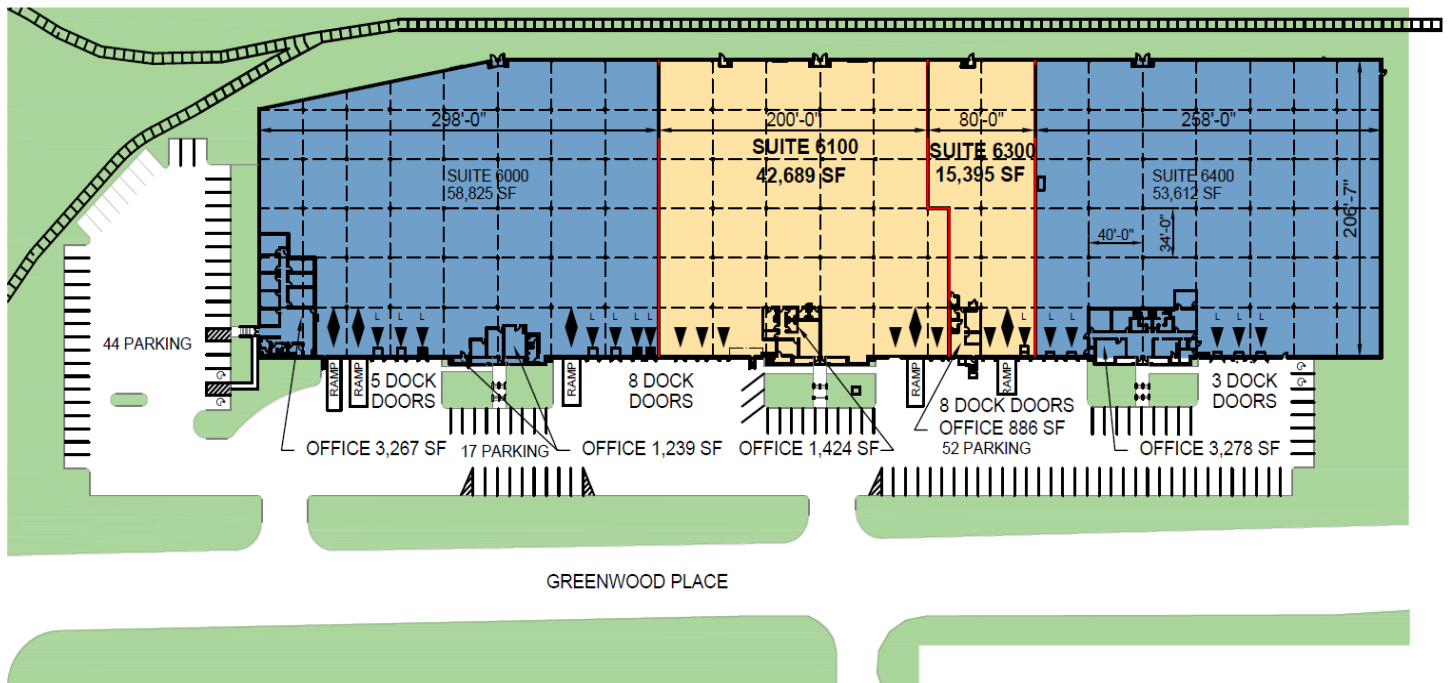 298'-0"
200'-0"
80'-0"
258'-0"
SUITE 6100
42,689 SF
SUITE 6300
15,395 SF
SUITE 6000
58,825 SF
SUITE 6400
53,612 SF
206'-7"
40'-0"
34'-0"
L
L
L
L
L
L
L
L
L
L
L
L
L
44 PARKING
RAMP
RAMP
5 DOCK
DOORS
RAMP
8 DOCK
DOORS
RAMP
RAMP
8 DOCK DOORS
OFFICE 886 SF
52 PARKING
3 DOCK
DOORS
OFFICE 3,267 SF
17 PARKING
OFFICE 1,239 SF
OFFICE 1,424 SF
OFFICE 3,278 SF
GREENWOOD PLACE